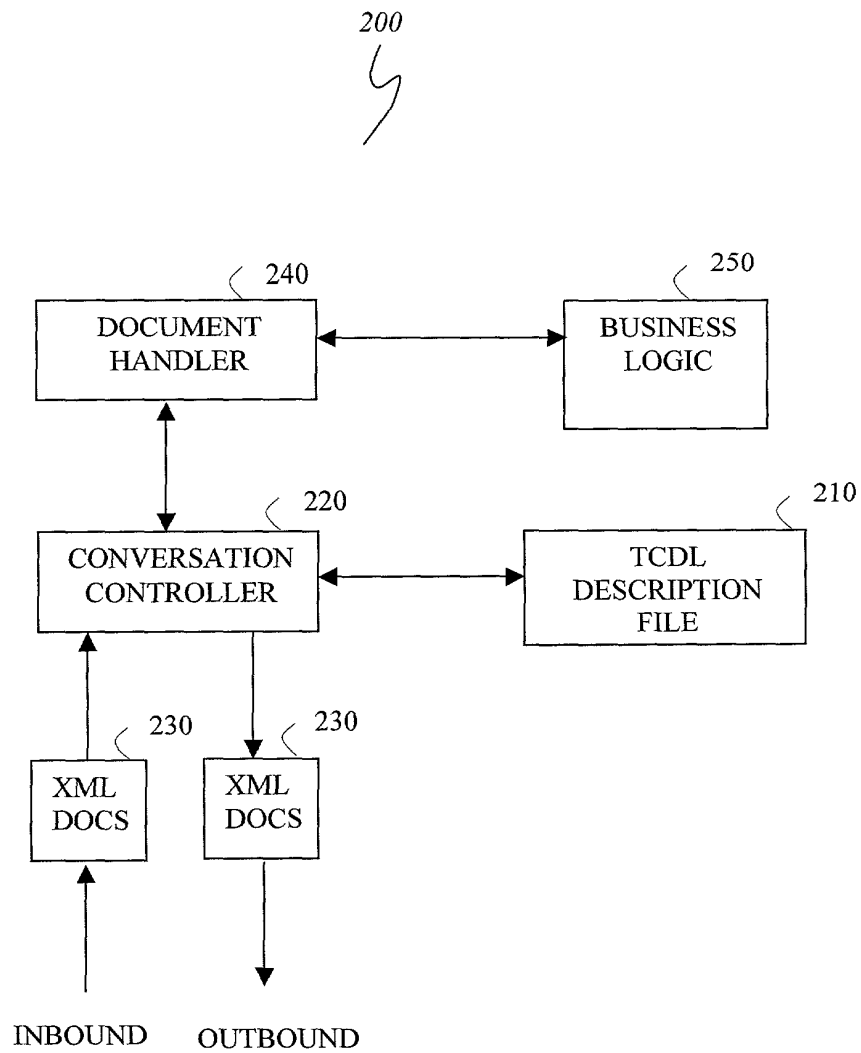 200
240
250
DOCUMENT
HANDLER
BUSINESS
LOGIC
220
210
CONVERSATION
CONTROLLER
TCDL
DESCRIPTION
FILE
230
230
XML
DOCS
XML
DOCS
INBOUND
OUTBOUND